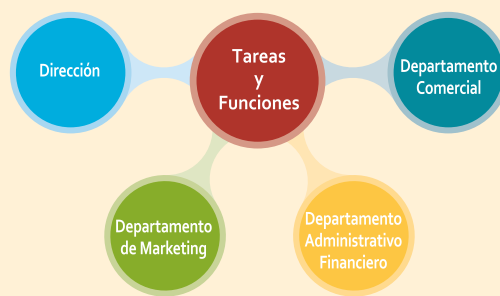 Dirección
Tareas
y
Funciones
Departamento
Comercial
Departamento
de Marketing
Departamento
Administrativo
Financiero